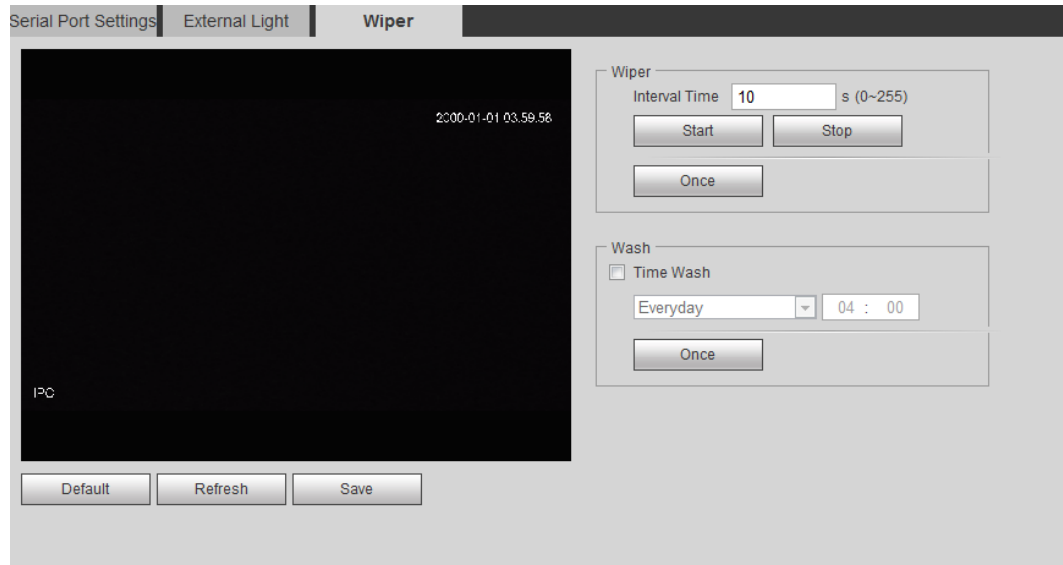 Serial Port Settings External Light Wiper
2000-01-01 03:59:58
IPC
Default Refresh Save
Wiper
Interval Time 10 s (0~255)
Start Stop
Once
Wash
Time Wash
Everyday 04 : 00
Once